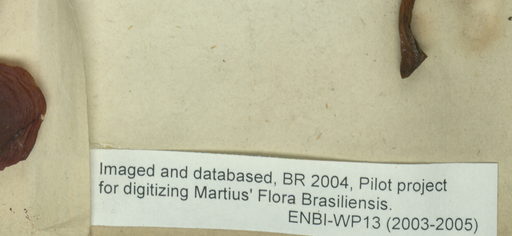 Imaged and databased, BR 2004, Pilot project
for digitizing Martius' Flora Brasiliensis.
ENBI-WP13 (2003-2005)